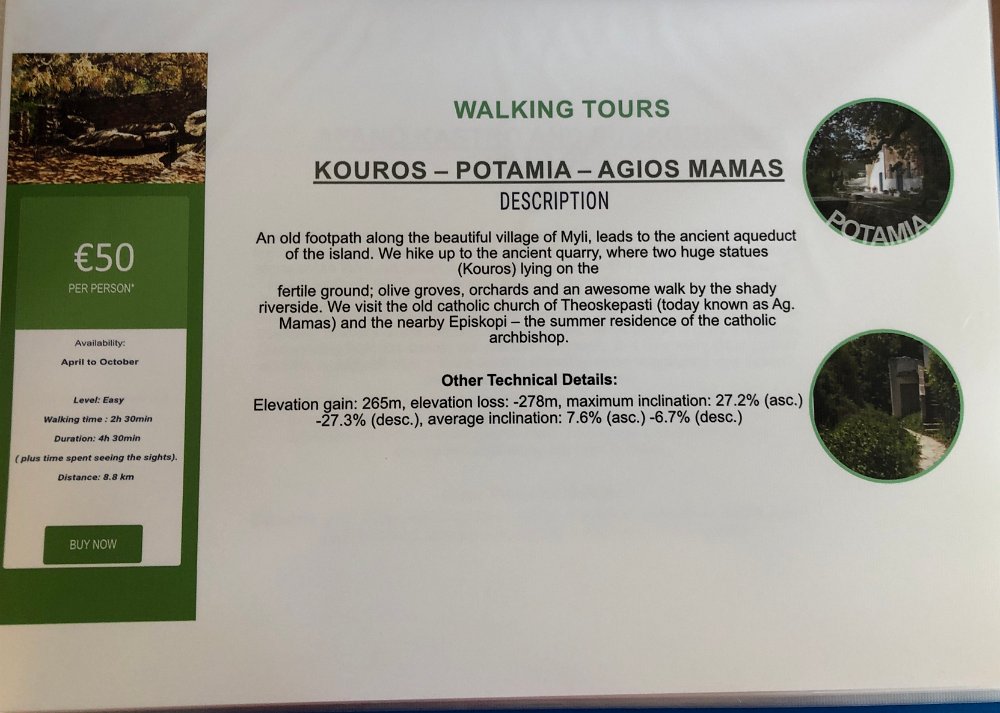 WALKING TOURS
KOUROS – POTAMIA – AGIOS MAMAS
DESCRIPTION
An old footpath along the beautiful village of Myli, leads to the ancient aqueduct
of the island. We hike up to the ancient quarry, where two huge statues
(Kouros) lying on the
fertile ground; olive groves, orchards and an awesome walk by the shady
riverside. We visit the old catholic church of Theoskepasti (today known as Ag.
Mamas) and the nearby Episkopi – the summer residence of the catholic
archbishop.
Other Technical Details:
Elevation gain: 265m, elevation loss: -278m, maximum inclination: 27.2% (asc.)
-27.3% (desc.), average inclination: 7.6% (asc.) -6.7% (desc.)
€50
PER PERSON*
Availability:
April to October
Level: Easy
Walking time : 2h 30min
Duration: 4h 30min
( plus time spent seeing the sights).
Distance: 8.8 km
BUY NOW
POTAMIA